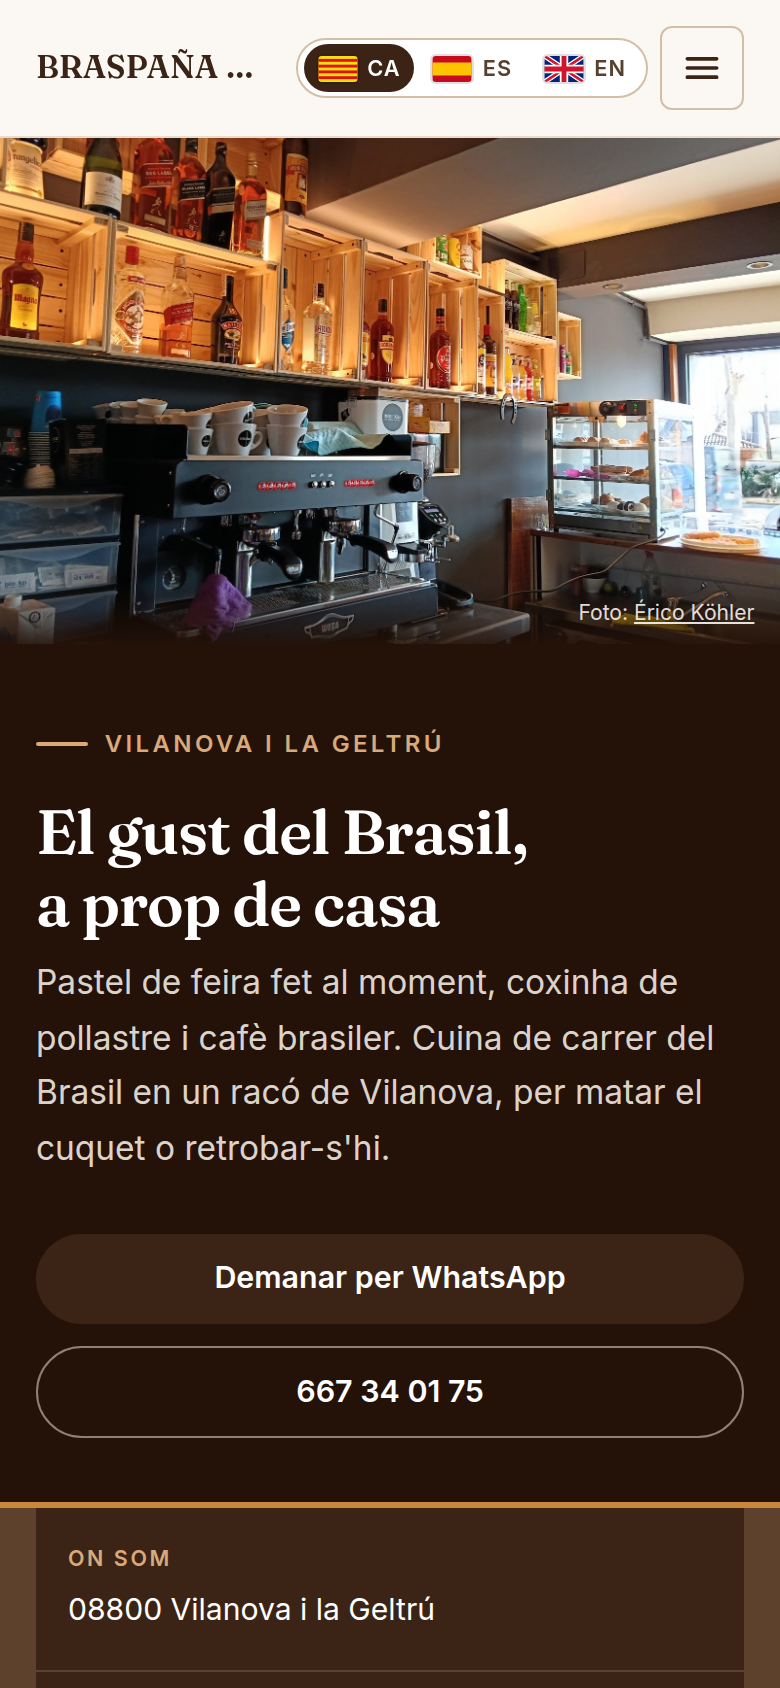 BRASPAÑA ...
CA
ES
EN
Foto: Érico Köhler
VILANOVA I LA GELTRÚ
El gust del Brasil,
a prop de casa
Pastel de feira fet al moment, coxinha de
pollastre i cafè brasiler. Cuina de carrer del
Brasil en un racó de Vilanova, per matar el
cuquet o retrobar-s'hi.
Demanar per WhatsApp
667 34 01 75
ON SOM
08800 Vilanova i la Geltrú